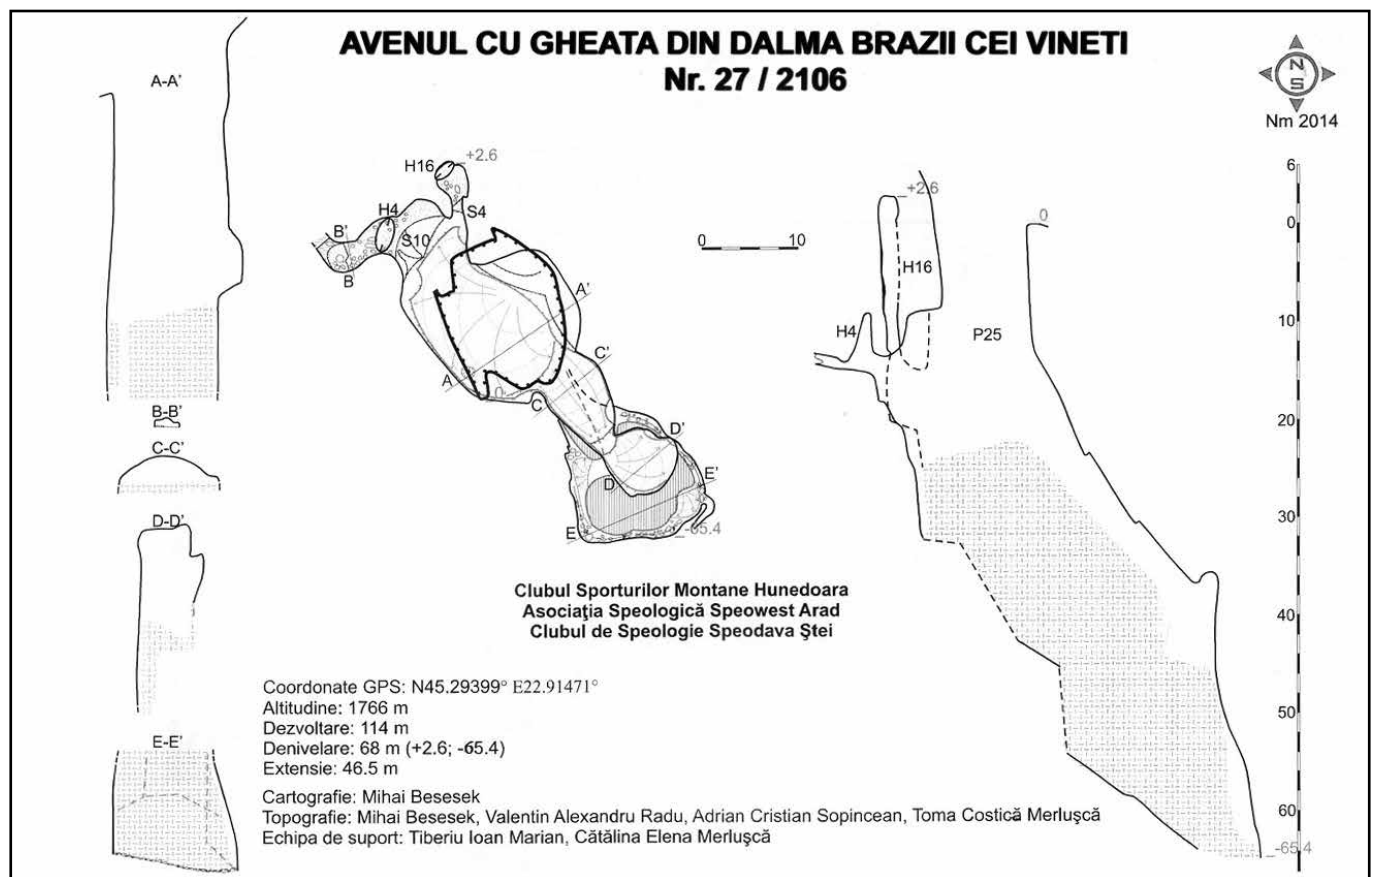 AVENUL CU GHEATA DIN DALMA BRAZII CEI VINETI
Nr. 27 / 2106
N
S
Nm 2014
A-A'
B-B'
C-C'
D-D'
E-E'
H16
+2.6
H4
S4
B'
S10
B
A'
A
0
C'
C
D'
D
E'
E
-65.4
0
10
+2.6
0
H16
H4
P25
-65.4
6
0
10
20
30
40
50
60
Clubul Sporturilor Montane Hunedoara
Asociaţia Speologică Speowest Arad
Clubul de Speologie Speodava Ştei
Coordonate GPS: N45.29399° E22.91471°
Altitudine: 1766 m
Dezvoltare: 114 m
Denivelare: 68 m (+2.6; -65.4)
Extensie: 46.5 m
Cartografie: Mihai Besesek
Topografie: Mihai Besesek, Valentin Alexandru Radu, Adrian Cristian Sopincean, Toma Costică Merluşcă
Echipa de suport: Tiberiu Ioan Marian, Cătălina Elena Merluşcă